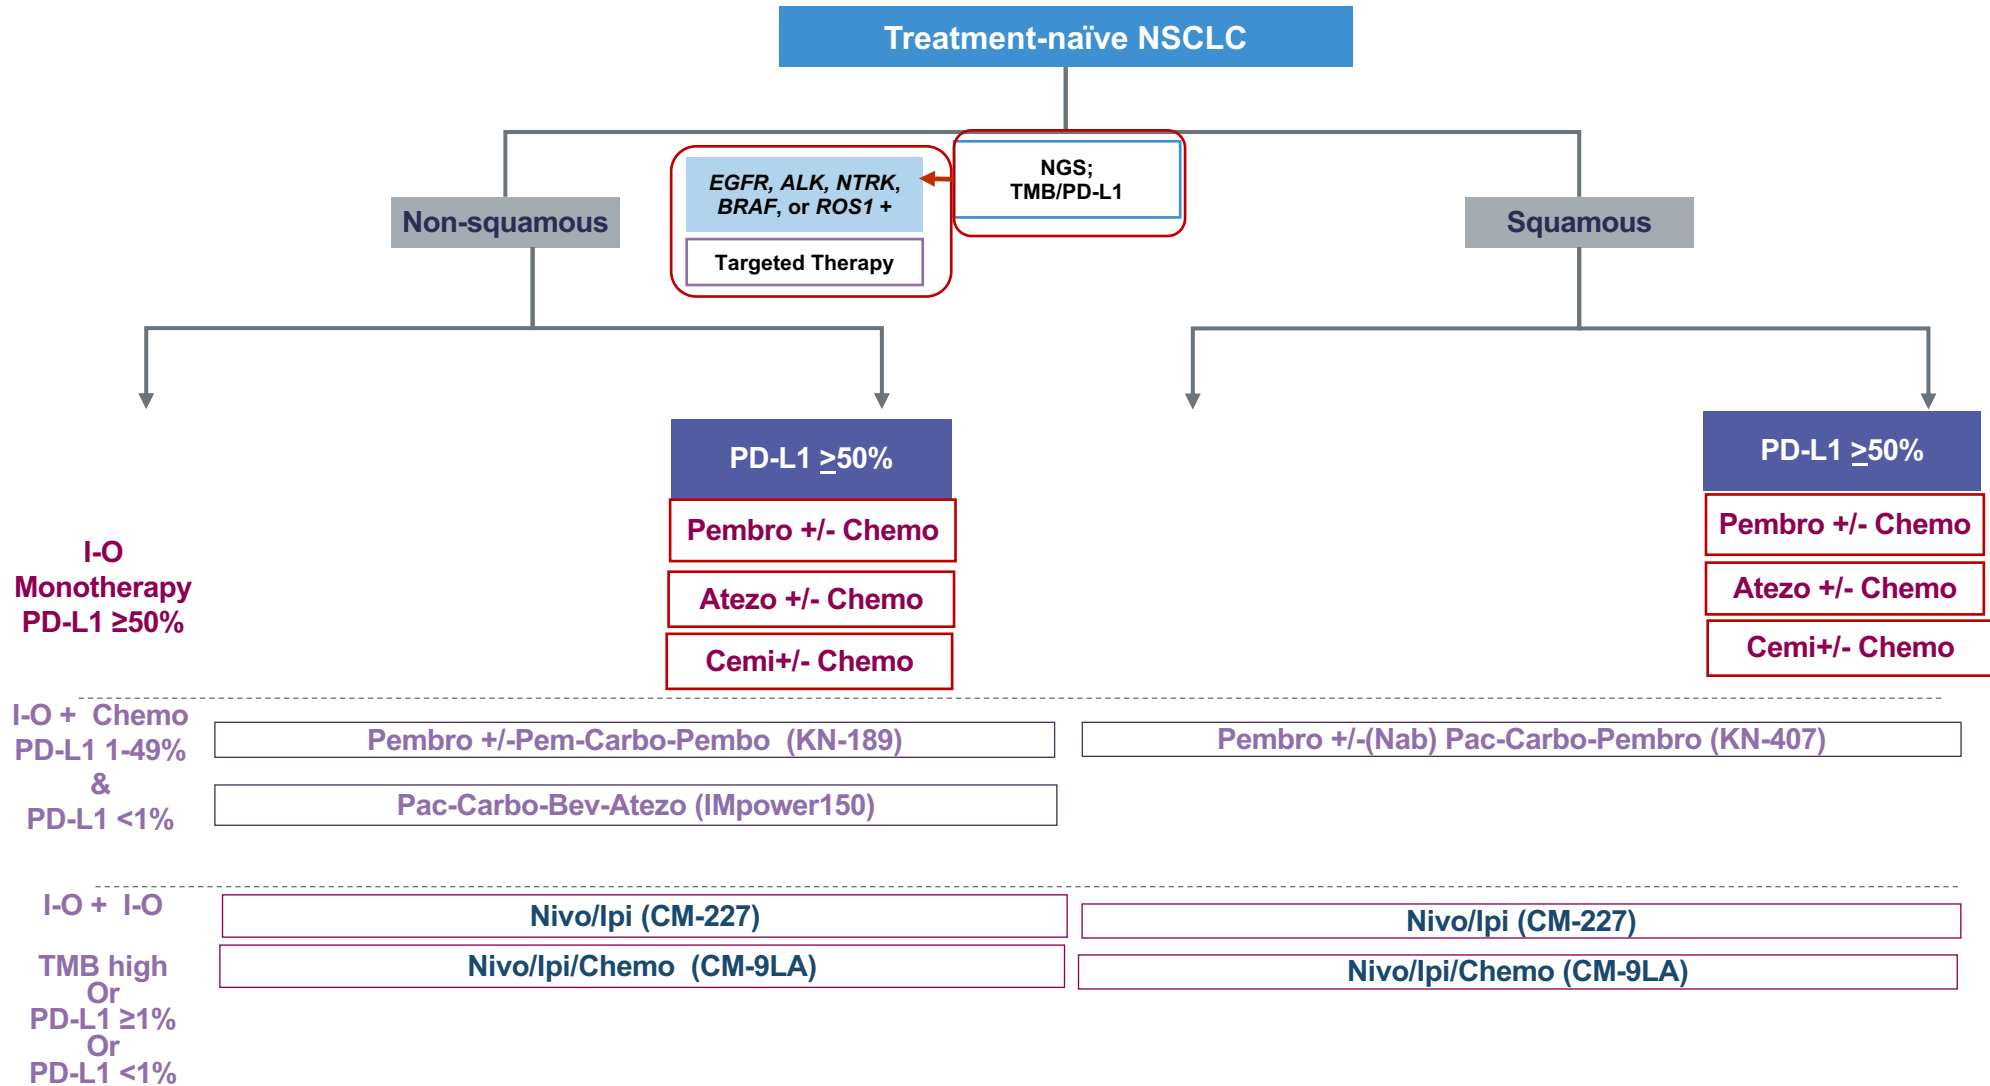 Treatment-naïve NSCLC
NGS;
TMB/PD-L1
EGFR, ALK, NTRK,
BRAF, or ROS1 +
Targeted Therapy
Non-squamous
Squamous
PD-L1 ≥50%
PD-L1 ≥50%
I-O
Monotherapy
PD-L1 ≥50%
Pembro +/- Chemo
Atezo +/- Chemo
Cemi+/- Chemo
Pembro +/- Chemo
Atezo +/- Chemo
Cemi+/- Chemo
I-O + Chemo
PD-L1 1-49%
&
PD-L1 <1%
Pembro +/-Pem-Carbo-Pembo (KN-189)
Pembro +/-(Nab) Pac-Carbo-Pembro (KN-407)
Pac-Carbo-Bev-Atezo (IMpower150)
I-O + I-O
Nivo/Ipi (CM-227)
Nivo/Ipi (CM-227)
TMB high
Or
PD-L1 ≥1%
Or
PD-L1 <1%
Nivo/Ipi/Chemo (CM-9LA)
Nivo/Ipi/Chemo (CM-9LA)